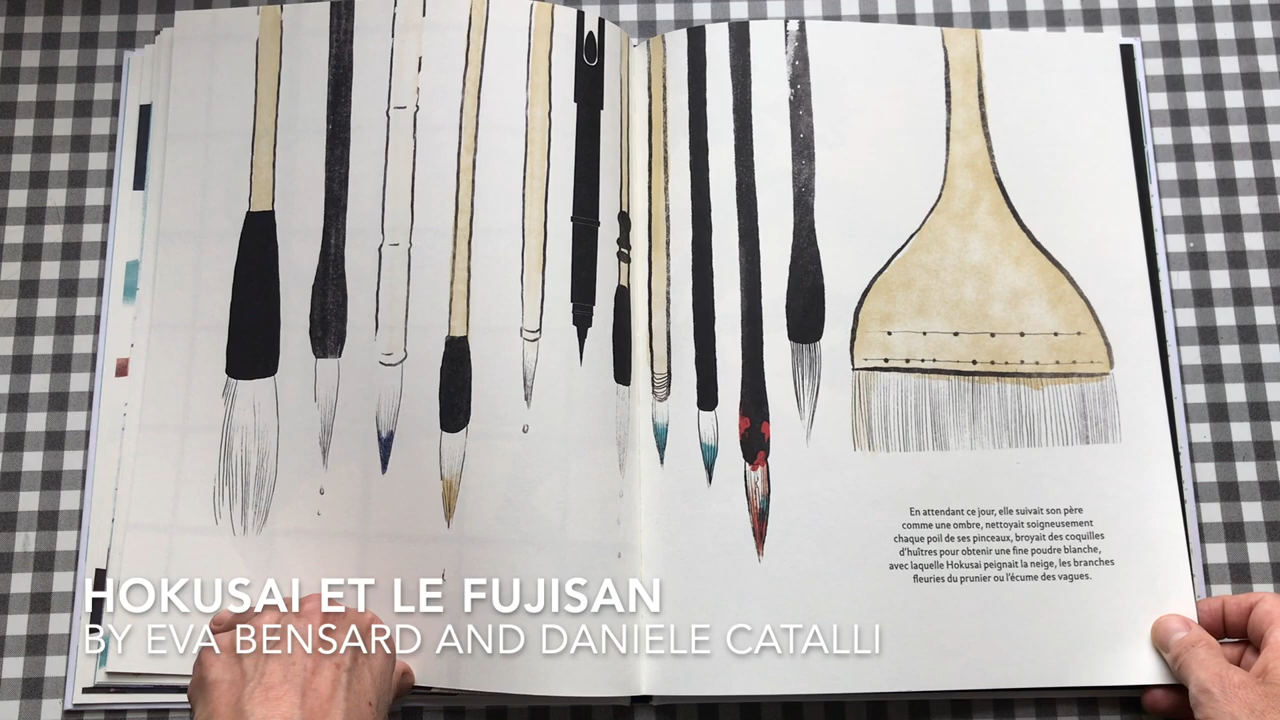 En attendant ce jour, elle suivait son père
comme une ombre, nettoyait soigneusement
chaque poil de ses pinceaux, broyait des coquilles
d'huîtres pour obtenir une fine poudre blanche,
avec laquelle Hokusai peignait la neige, les branches
fleuries du prunier ou l'écume des vagues.
HOKUSAI ET LE FUJISAN
BY EVA BENSARD AND DANIELE CATALLI